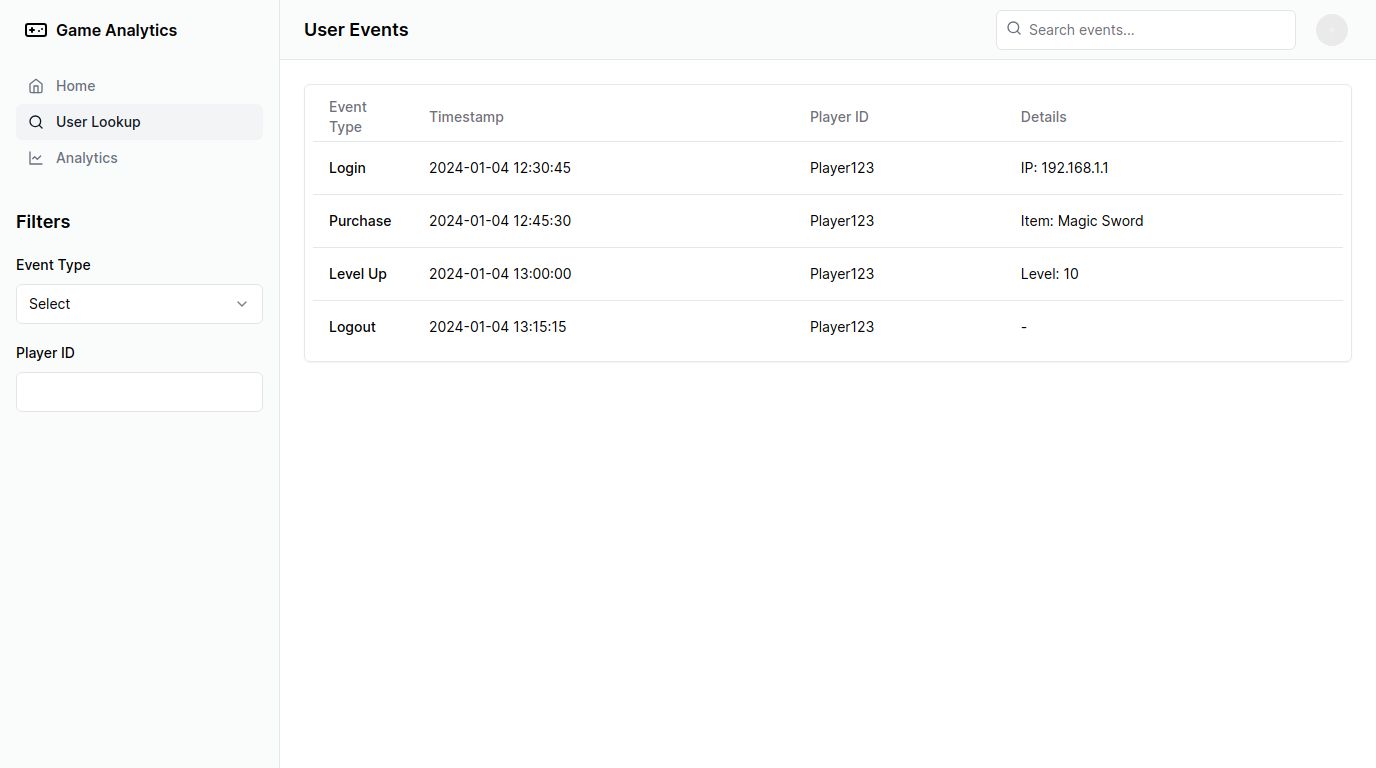 Game Analytics
Home
User Lookup
Analytics
Filters
Event Type
Select
Player ID
User Events
Search events...
Event
Type
Timestamp
Player ID
Details
Login
2024-01-04 12:30:45
Player123
IP: 192.168.1.1
Purchase
2024-01-04 12:45:30
Player123
Item: Magic Sword
Level Up
2024-01-04 13:00:00
Player123
Level: 10
Logout
2024-01-04 13:15:15
Player123
-